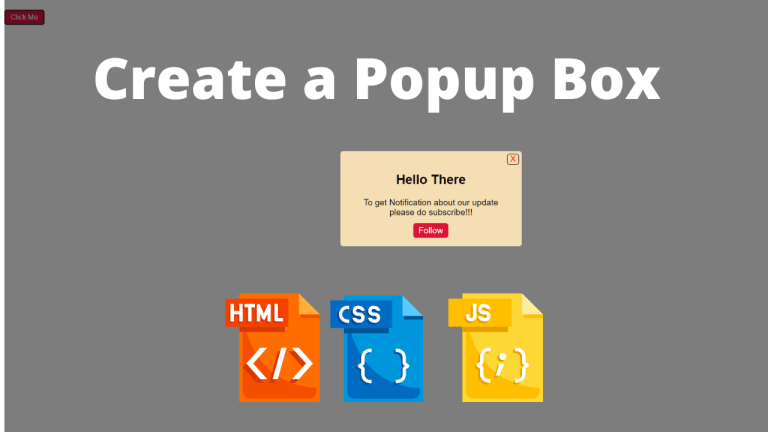 Click Me
Create a Popup Box
X
Hello There
To get Notification about our update
please do subscribe!!!
Follow
HTML
CSS
JS
</>
{ }
{i}